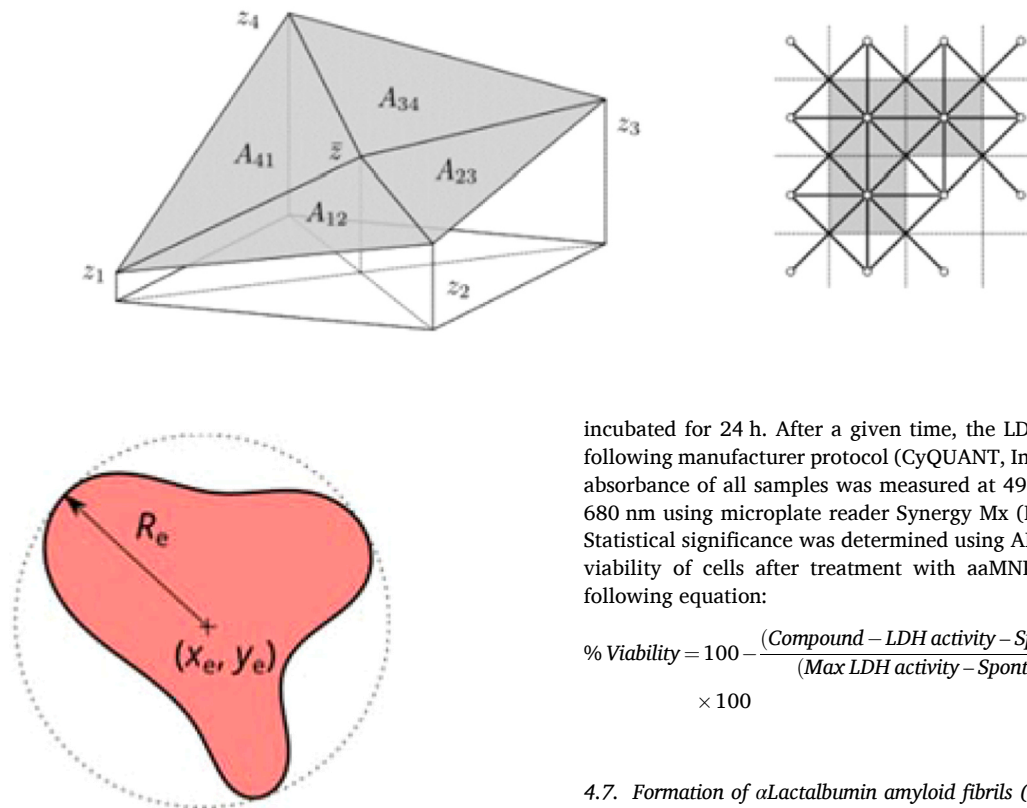 z4
A34
z3
A41
z̄
A23
A12
z1
z2
Re
(xe, ye)
incubated for 24 h. After a given time, the LD
following manufacturer protocol (CyQUANT, In
absorbance of all samples was measured at 49
680 nm using microplate reader Synergy Mx (
Statistical significance was determined using A
viability of cells after treatment with aaMN
following equation:
% Viability = 100 − (Compound − LDH activity − Sp
(Max LDH activity − Spont
× 100
4.7. Formation of αLactalbumin amyloid fibrils (